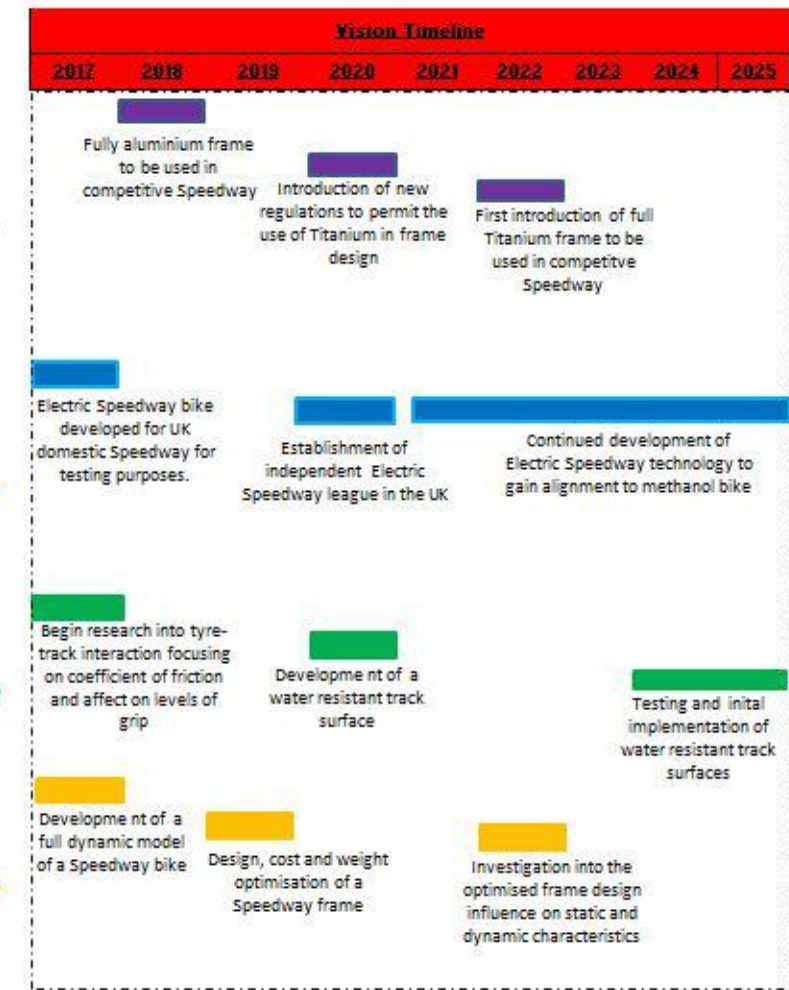 Vision Timeline
2017 2018 2019 2020 2021 2022 2023 2024 2025
Fully aluminium frame
to be used in
competitive Speedway
Introduction of new
regulations to permit the
use of Titanium in frame
design
First introduction of full
Titanium frame to be
used in competitve
Speedway
Electric Speedway bike
developed for UK
domestic Speedway for
testing purposes.
Establishment of
independent Electric
Speedway league in the UK
Continued development of
Electric Speedway technology to
gain alignment to methanol bike
Begin research into tyre-
track interaction focusing
on coefficient of friction
and affect on levels of
grip
Development of a
water resistant track
surface
Testing and inital
implementation of
water resistant track
surfaces
Development of a
full dynamic model
of a Speedway bike
Design, cost and weight
optimisation of a
Speedway frame
Investigation into the
optimised frame design
influence on static and
dynamic characteristics